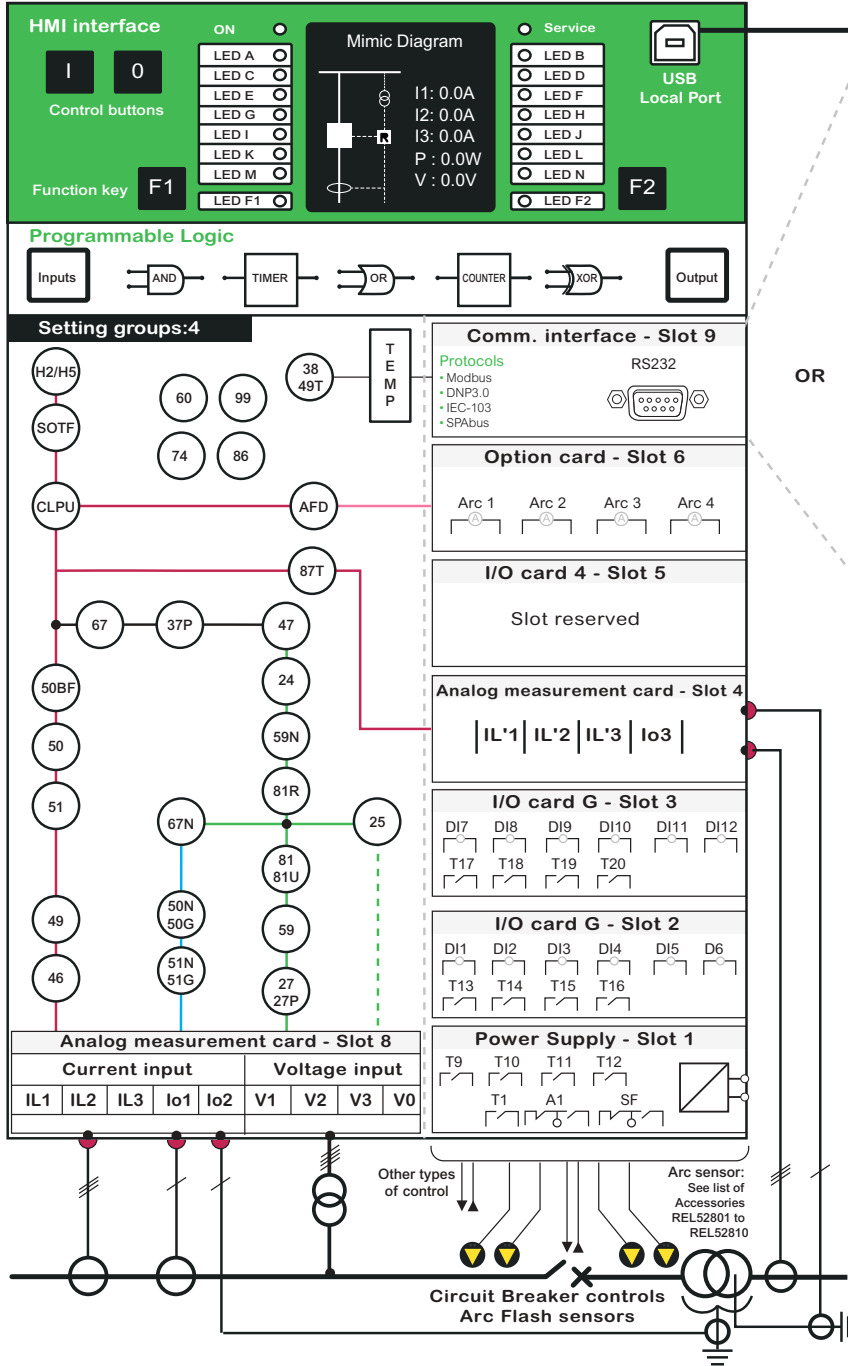 HMI interface
ON
Service
I
0
Control buttons
Function key
F1
LED A
LED C
LED E
LED G
LED I
LED K
LED M
LED F1
Mimic Diagram
R
I1: 0.0A
I2: 0.0A
I3: 0.0A
P : 0.0W
V : 0.0V
LED B
LED D
LED F
LED H
LED J
LED L
LED N
LED F2
F2
USB
Local Port
Programmable Logic
Inputs
AND
TIMER
OR
COUNTER
XOR
Output
Setting groups:4
H2/H5
SOTF
CLPU
60
99
74
86
38
49T
T
E
M
P
AFD
87T
67
37P
47
50BF
24
50
59N
51
81R
67N
25
81
81U
49
50N
50G
59
46
51N
51G
27
27P
Analog measurement card - Slot 8
Current input
Voltage input
IL1
IL2
IL3
Io1
Io2
V1
V2
V3
V0
Comm. interface - Slot 9
Protocols
• Modbus
• DNP3.0
• IEC-103
• SPAbus
RS232
OR
Option card - Slot 6
Arc 1
Arc 2
Arc 3
Arc 4
A
A
A
A
I/O card 4 - Slot 5
Slot reserved
Analog measurement card - Slot 4
IL'1
IL'2
IL'3
Io3
I/O card G - Slot 3
DI7
DI8
DI9
DI10
DI11
DI12
T17
T18
T19
T20
I/O card G - Slot 2
DI1
DI2
DI3
DI4
DI5
D6
T13
T14
T15
T16
Power Supply - Slot 1
T9
T10
T11
T12
T1
A1
SF
Other types
of control
Arc sensor:
See list of
Accessories
REL52801 to
REL52810
Circuit Breaker controls
Arc Flash sensors